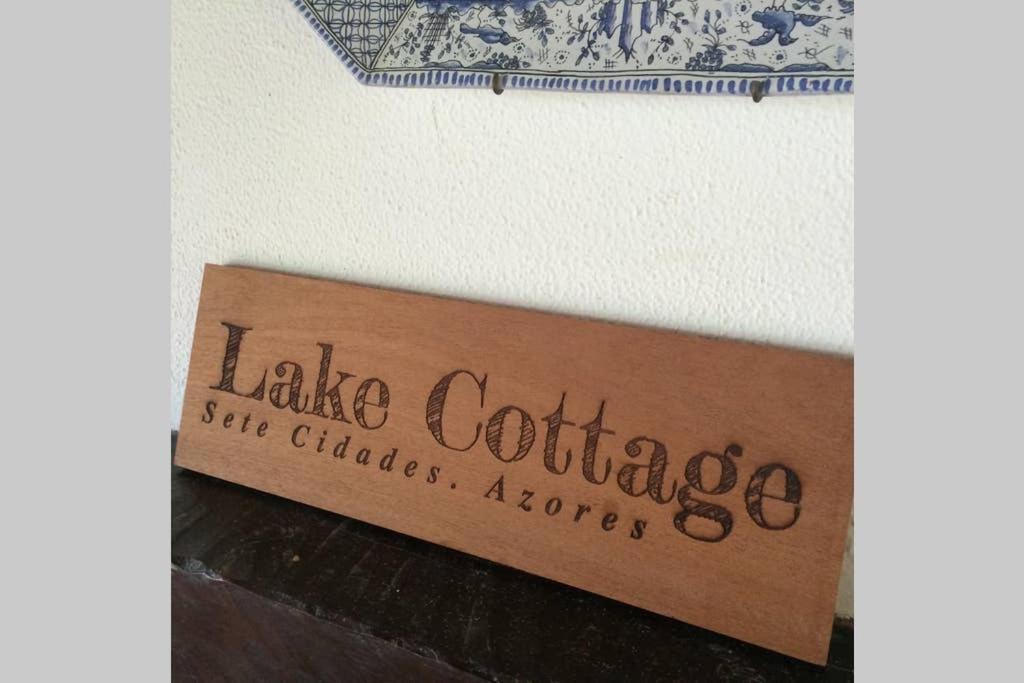 Lake Cottage
Sete Cidades. Azores